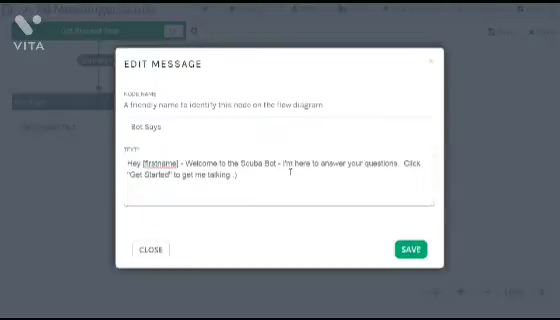 VITA
EDIT MESSAGE
×
NODE NAME
A friendly name to identify this node on the flow diagram
Bot Says
TEXT*
Hey [firstname] - Welcome to the Scuba Bot - I'm here to answer your questions. Click
"Get Started" to get me talking :)
CLOSE
SAVE